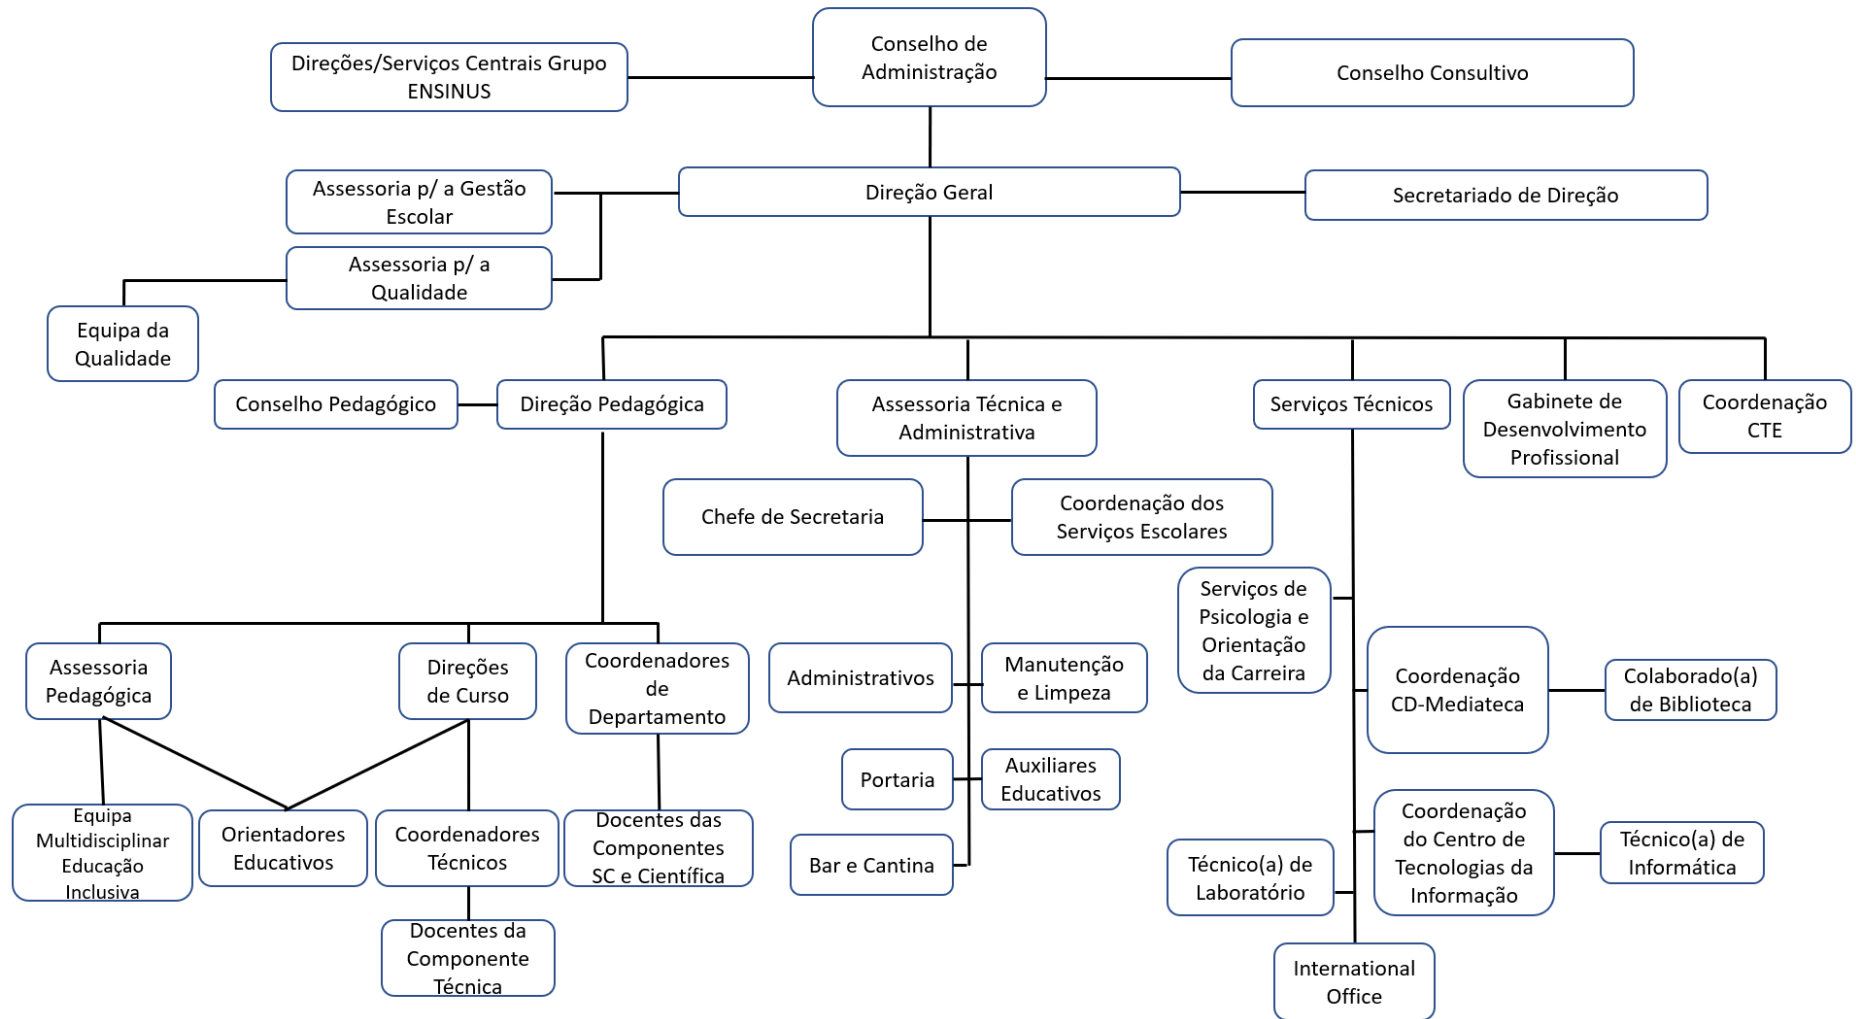 Direções/Serviços Centrais Grupo
ENSINUS
Conselho de
Administração
Conselho Consultivo
Assessoria p/ a Gestão
Escolar
Direção Geral
Secretariado de Direção
Assessoria p/ a
Qualidade
Equipa da
Qualidade
Conselho Pedagógico
Direção Pedagógica
Assessoria Técnica e
Administrativa
Serviços Técnicos
Gabinete de
Desenvolvimento
Profissional
Coordenação
CTE
Chefe de Secretaria
Coordenação dos
Serviços Escolares
Serviços de
Psicologia e
Orientação
da Carreira
Assessoria
Pedagógica
Direções
de Curso
Coordenadores
de
Departamento
Administrativos
Manutenção
e Limpeza
Coordenação
CD-Mediateca
Colaborado(a)
de Biblioteca
Portaria
Auxiliares
Educativos
Equipa
Multidisciplinar
Educação
Inclusiva
Orientadores
Educativos
Coordenadores
Técnicos
Docentes das
Componentes
SC e Científica
Bar e Cantina
Técnico(a) de
Laboratório
Coordenação
do Centro de
Tecnologias da
Informação
Técnico(a) de
Informática
Docentes da
Componente
Técnica
International
Office